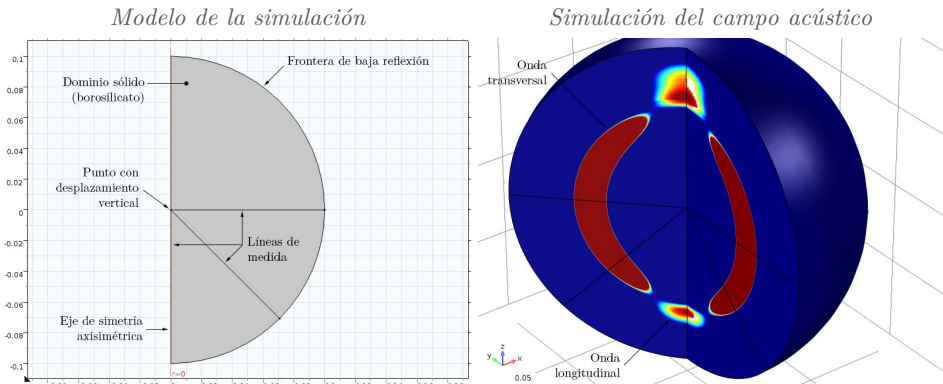 Modelo de la simulación
Simulación del campo acústico
Dominio sólido
(borosilicato)
Frontera de baja reflexión
Punto con
desplazamiento
vertical
Líneas de
medida
Eje de simetría
axisimétrica
r=0
0.1
0.08
0.06
0.04
0.02
0
-0.02
-0.04
-0.06
-0.08
-0.1
Onda
transversal
Onda
longitudinal
z
y
x
0.05